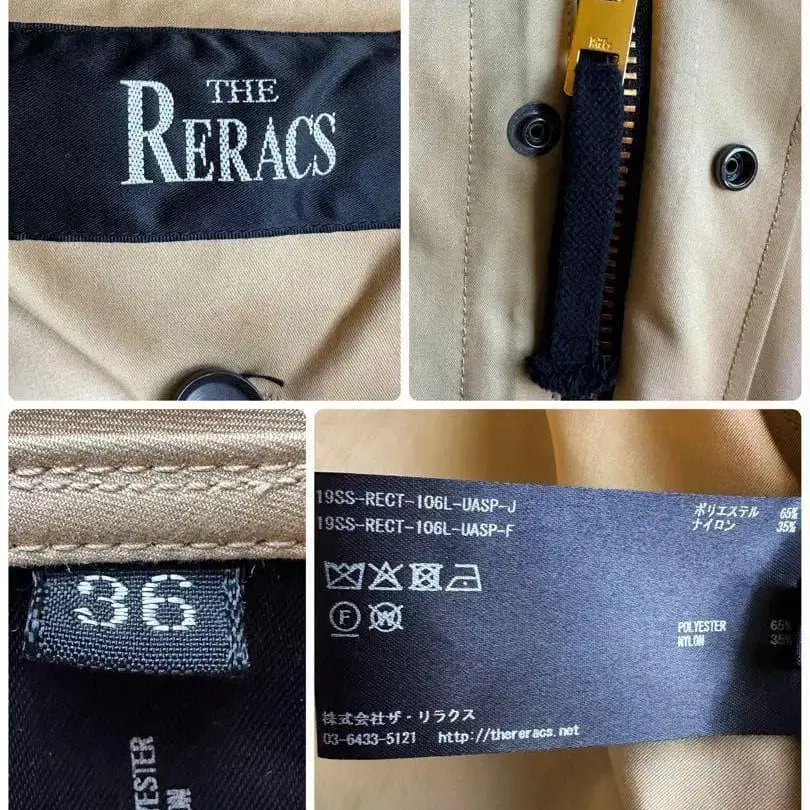 THE
RERACS
36
YESTER
19SS-RECT-106L-UASP-J
19SS-RECT-106L-UASP-F
ポリエステル 65%
ナイロン 35%
F
W
POLYESTER 65%
NYLON 35%
株式会社ザ・リラクス
03-6433-5121 http://thereracs.net